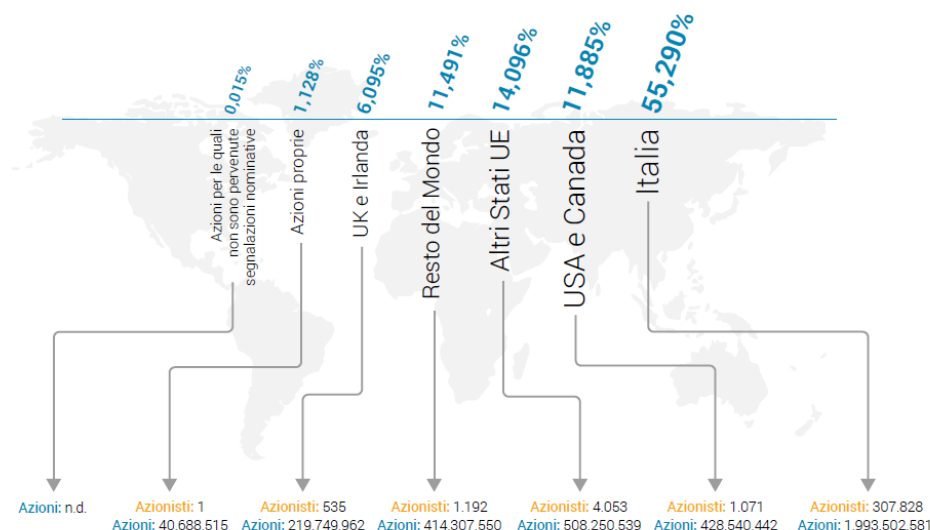 0,015%
1,128%
6,095%
11,491%
14,096%
11,885%
55,290%
Azioni per le quali
non sono pervenute
segnalazioni nominative
Azioni proprie
UK e Irlanda
Resto del Mondo
Altri Stati UE
USA e Canada
Italia
Azioni: n.d.
Azionisti: 1
Azioni: 40.688.515
Azionisti: 535
Azioni: 219.749.962
Azionisti: 1.192
Azioni: 414.307.550
Azionisti: 4.053
Azioni: 508.250.539
Azionisti: 1.071
Azioni: 428.540.442
Azionisti: 307.828
Azioni: 1.993.502.581